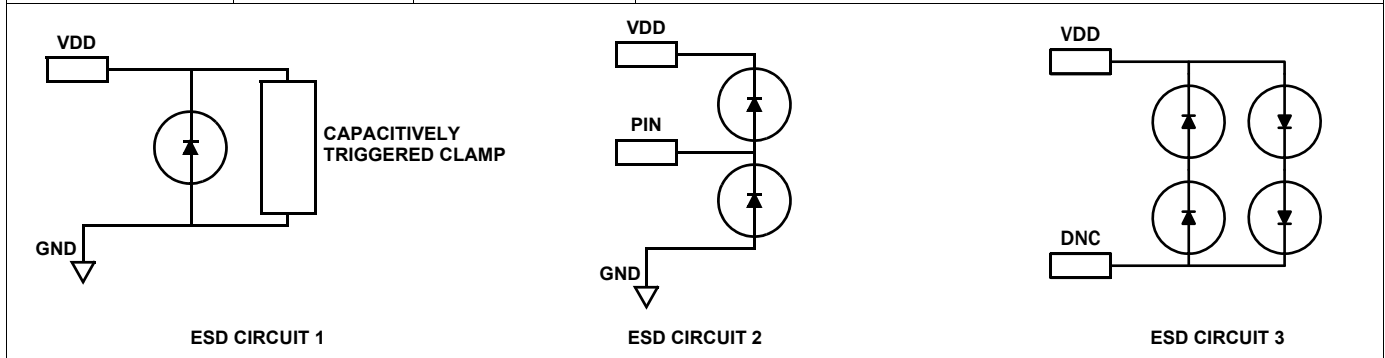 VDD
CAPACITIVELY
TRIGGERED CLAMP
GND
ESD CIRCUIT 1
VDD
PIN
GND
ESD CIRCUIT 2
VDD
DNC
ESD CIRCUIT 3